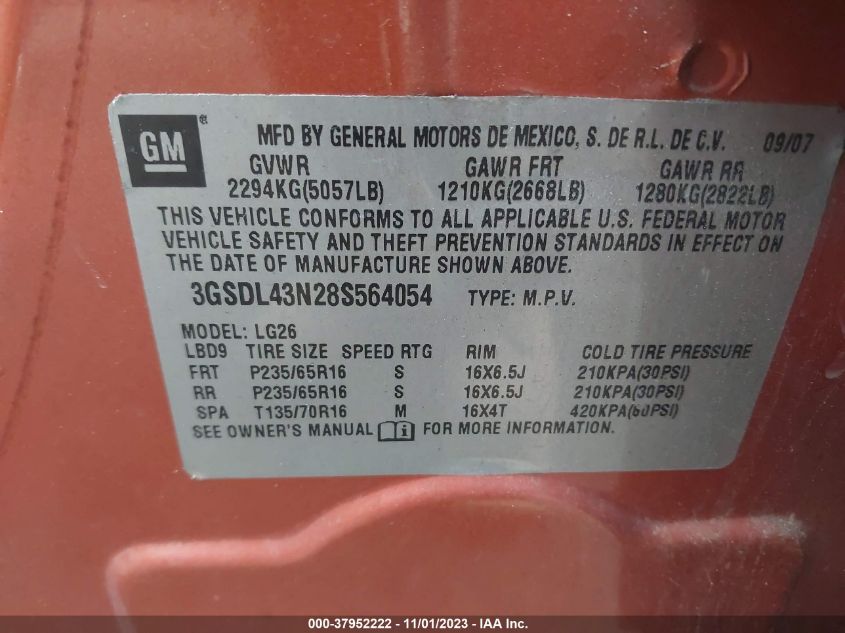 GM ® MFD BY GENERAL MOTORS DE MEXICO, S. DE R.L. DE C.V. 09/07
GVWR GAWR FRT GAWR RR
2294KG(5057LB) 1210KG(2668LB) 1280KG(2822LB)
THIS VEHICLE CONFORMS TO ALL APPLICABLE U.S. FEDERAL MOTOR
VEHICLE SAFETY AND THEFT PREVENTION STANDARDS IN EFFECT ON
THE DATE OF MANUFACTURE SHOWN ABOVE.
3GSDL43N28S564054 TYPE: M.P.V.
MODEL: LG26
LBD9 TIRE SIZE SPEED RTG RIM COLD TIRE PRESSURE
FRT P235/65R16 S 16X6.5J 210KPA(30PSI)
RR P235/65R16 S 16X6.5J 210KPA(30PSI)
SPA T135/70R16 M 16X4T 420KPA(60PSI)
SEE OWNER'S MANUAL i FOR MORE INFORMATION.
000-37952222 - 11/01/2023 - IAA Inc.